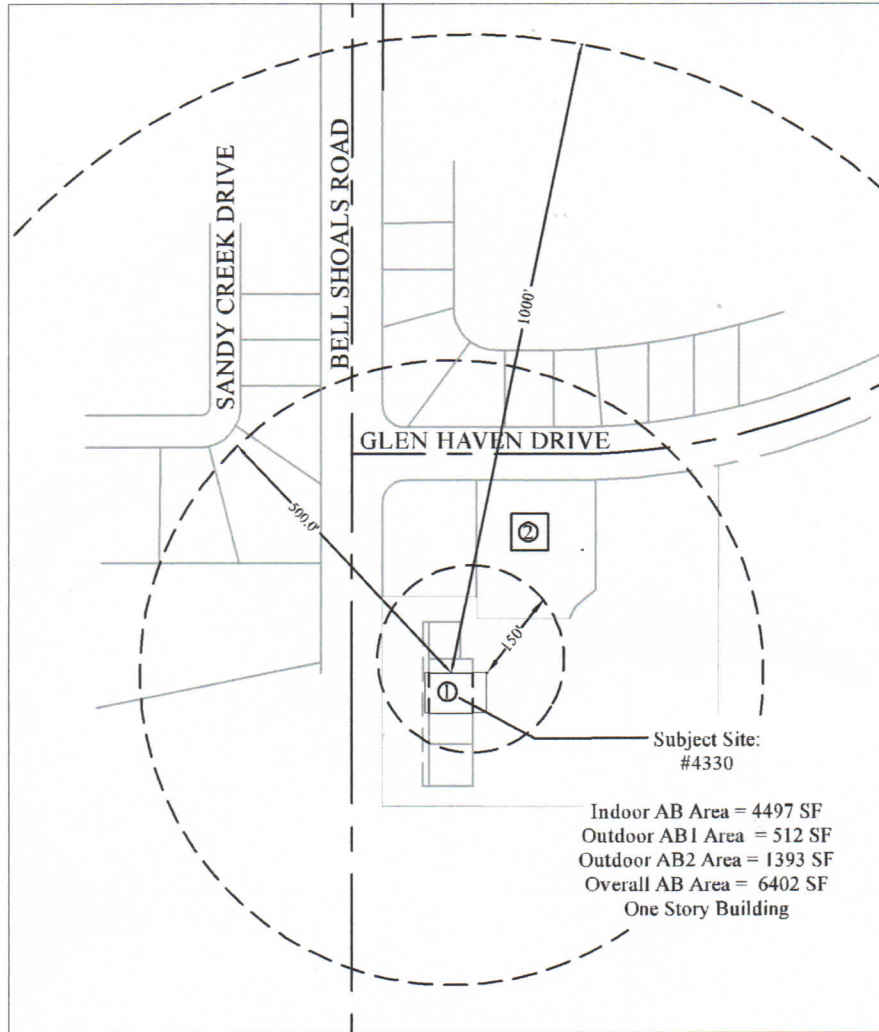 SANDY CREEK DRIVE
BELL SHOALS ROAD
1000'
GLEN HAVEN DRIVE
500.0'
2
150'
1
Subject Site:
#4330
Indoor AB Area = 4497 SF
Outdoor AB1 Area = 512 SF
Outdoor AB2 Area = 1393 SF
Overall AB Area = 6402 SF
One Story Building